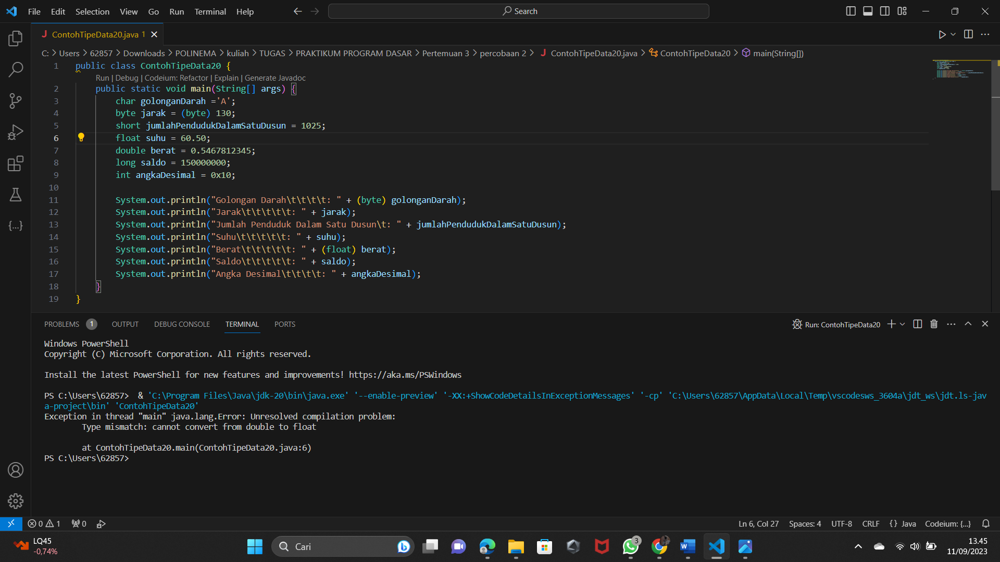 File Edit Selection View Go Run Terminal Help Search
ContohTipeData20.java 1
C: > Users > 62857 > Downloads > POLINEMA > kuliah > TUGAS > PRAKTIKUM PROGRAM DASAR > Pertemuan 3 > percobaan 2 > ContohTipeData20.java > ContohTipeData20 > main(String[])
1 public class ContohTipeData20 {
Run | Debug | Codeium: Refactor | Explain | Generate Javadoc
2 public static void main(String[] args) {
3 char golonganDarah ='A';
4 byte jarak = (byte) 130;
5 short jumlahPendudukDalamSatuDusun = 1025;
6 float suhu = 60.50;
7 double berat = 0.5467812345;
8 long saldo = 150000000;
9 int angkaDesimal = 0x10;
10
11 System.out.println("Golongan Darah\t\t\t\t: " + (byte) golonganDarah);
12 System.out.println("Jarak\t\t\t\t\t: " + jarak);
13 System.out.println("Jumlah Penduduk Dalam Satu Dusun\t: " + jumlahPendudukDalamSatuDusun);
14 System.out.println("Suhu\t\t\t\t\t: " + suhu);
15 System.out.println("Berat\t\t\t\t\t: " + (float) berat);
16 System.out.println("Saldo\t\t\t\t\t: " + saldo);
17 System.out.println("Angka Desimal\t\t\t\t: " + angkaDesimal);
18 }
19 }
PROBLEMS 1 OUTPUT DEBUG CONSOLE TERMINAL PORTS Run: ContohTipeData20
Windows PowerShell
Copyright (C) Microsoft Corporation. All rights reserved.
Install the latest PowerShell for new features and improvements! https://aka.ms/PSWindows
PS C:\Users\62857>  & 'C:\Program Files\Java\jdk-20\bin\java.exe' '--enable-preview' '-XX:+ShowCodeDetailsInExceptionMessages' '-cp' 'C:\Users\62857\AppData\Local\Temp\vscodesws_3604a\jdt_ws\jdt.ls-jav
a-project\bin' 'ContohTipeData20'
Exception in thread "main" java.lang.Error: Unresolved compilation problem:
Type mismatch: cannot convert from double to float
at ContohTipeData20.main(ContohTipeData20.java:6)
PS C:\Users\62857>
0 1 0 Ln 6, Col 27 Spaces: 4 UTF-8 CRLF {} Java Codeium: {...}
LQ45
-0,74%
Cari
3
13.45
11/09/2023